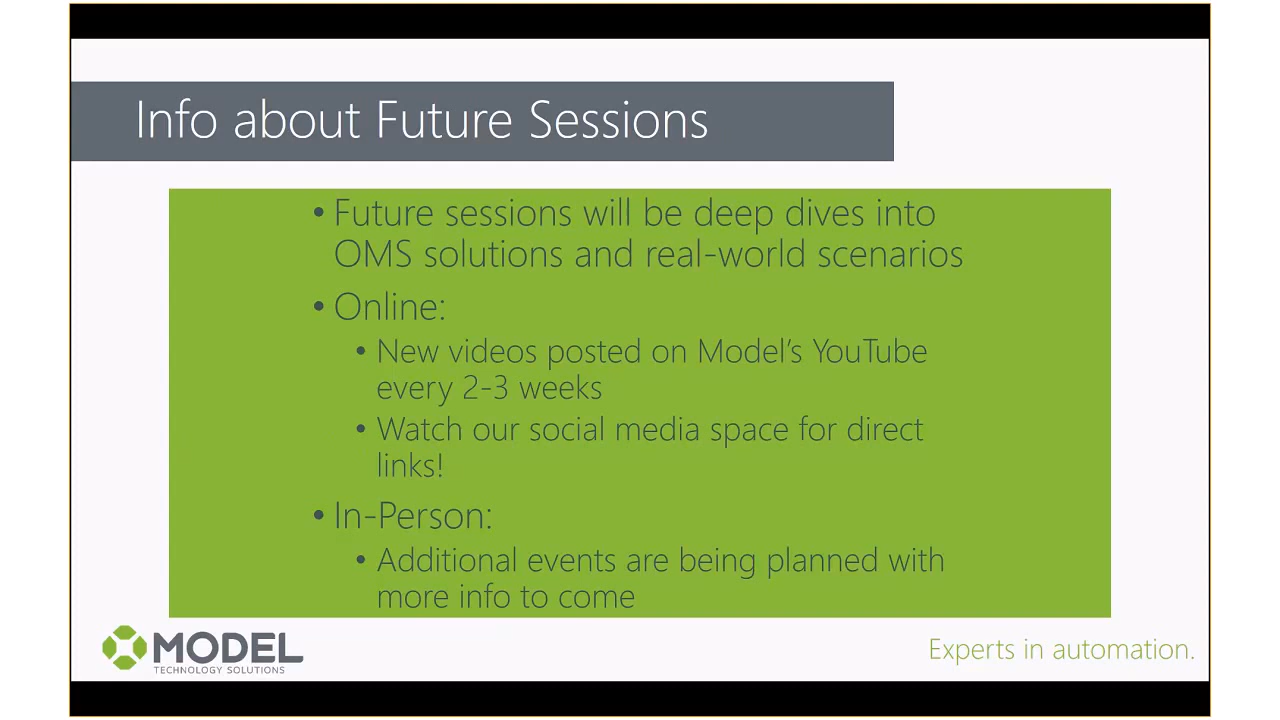 Info about Future Sessions
• Future sessions will be deep dives into
OMS solutions and real-world scenarios
• Online:
• New videos posted on Model’s YouTube
every 2-3 weeks
• Watch our social media space for direct
links!
• In-Person:
• Additional events are being planned with
more info to come
MODEL
TECHNOLOGY SOLUTIONS
Experts in automation.